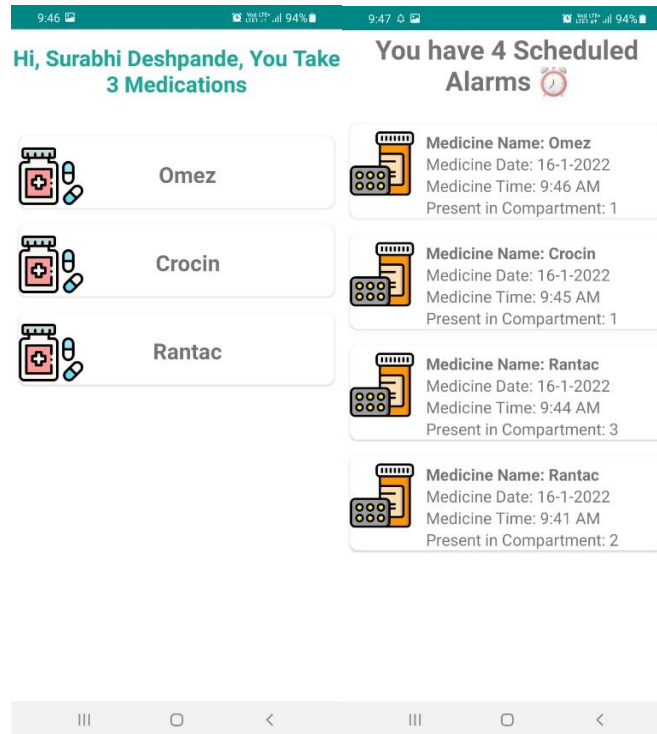 9:46
94%
Hi, Surabhi Deshpande, You Take
3 Medications
Omez
Crocin
Rantac
9:47
94%
You have 4 Scheduled
Alarms
Medicine Name: Omez
Medicine Date: 16-1-2022
Medicine Time: 9:46 AM
Present in Compartment: 1
Medicine Name: Crocin
Medicine Date: 16-1-2022
Medicine Time: 9:45 AM
Present in Compartment: 1
Medicine Name: Rantac
Medicine Date: 16-1-2022
Medicine Time: 9:44 AM
Present in Compartment: 3
Medicine Name: Rantac
Medicine Date: 16-1-2022
Medicine Time: 9:41 AM
Present in Compartment: 2